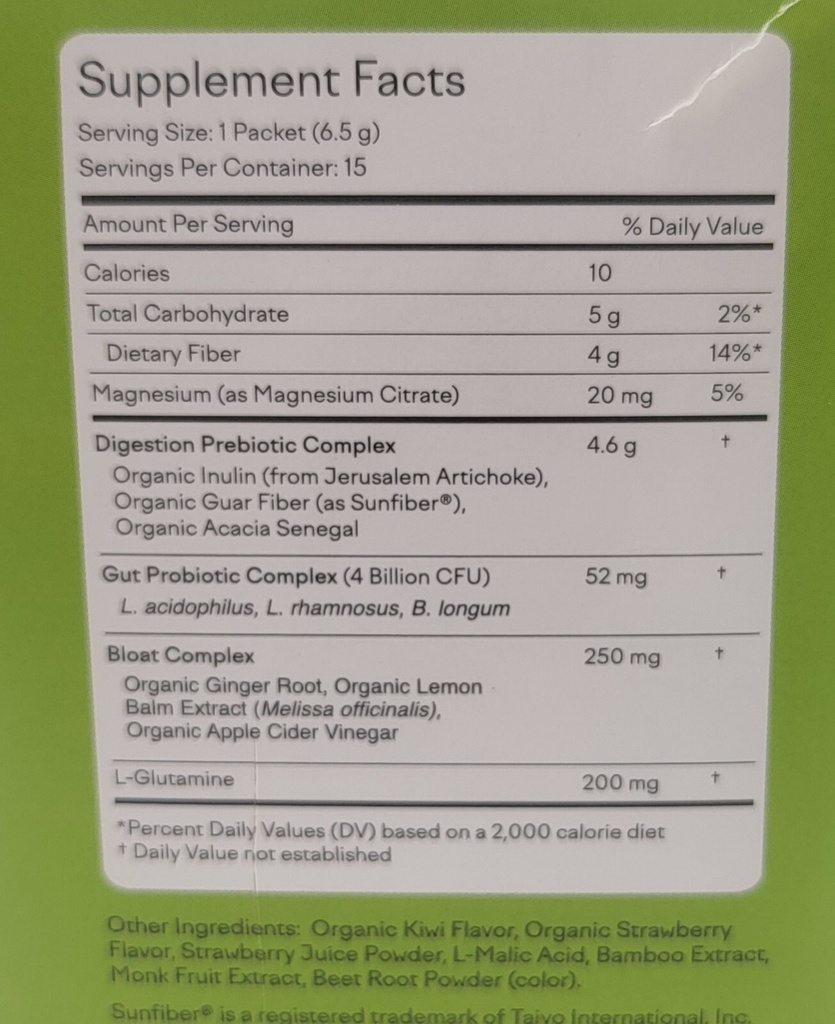 Supplement Facts
Serving Size: 1 Packet (6.5 g)
Servings Per Container: 15
Amount Per Serving % Daily Value
Calories 10
Total Carbohydrate 5 g 2%*
Dietary Fiber 4 g 14%*
Magnesium (as Magnesium Citrate) 20 mg 5%
Digestion Prebiotic Complex 4.6 g †
Organic Inulin (from Jerusalem Artichoke),
Organic Guar Fiber (as Sunfiber®),
Organic Acacia Senegal
Gut Probiotic Complex (4 Billion CFU) 52 mg †
L. acidophilus, L. rhamnosus, B. longum
Bloat Complex 250 mg †
Organic Ginger Root, Organic Lemon
Balm Extract (Melissa officinalis),
Organic Apple Cider Vinegar
L-Glutamine 200 mg †
*Percent Daily Values (DV) based on a 2,000 calorie diet
† Daily Value not established
Other Ingredients: Organic Kiwi Flavor, Organic Strawberry
Flavor, Strawberry Juice Powder, L-Malic Acid, Bamboo Extract,
Monk Fruit Extract, Beet Root Powder (color).
Sunfiber® is a registered trademark of Taiyo International, Inc.